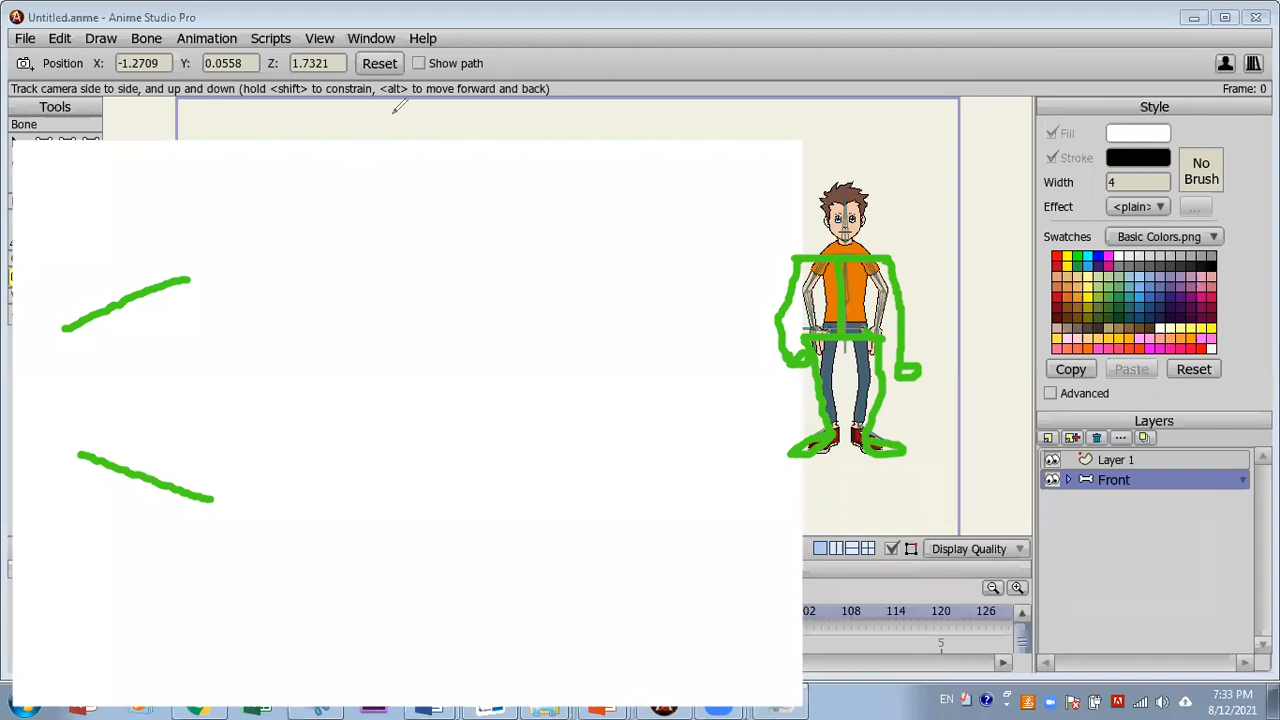 Untitled.anme - Anime Studio Pro
File Edit Draw Bone Animation Scripts View Window Help
Position X: -1.2709 Y: 0.0558 Z: 1.7321 Reset Show path
Track camera side to side, and up and down (hold <shift> to constrain, <alt> to move forward and back) Frame: 0
Tools
Bone
Style
Fill
Stroke
No Brush
Width 4
Effect <plain> ...
Swatches Basic Colors.png
Copy Paste Reset
Advanced
Layers
Layer 1
Front
Display Quality
02 108 114 120 126
5
EN
7:33 PM
8/12/2021